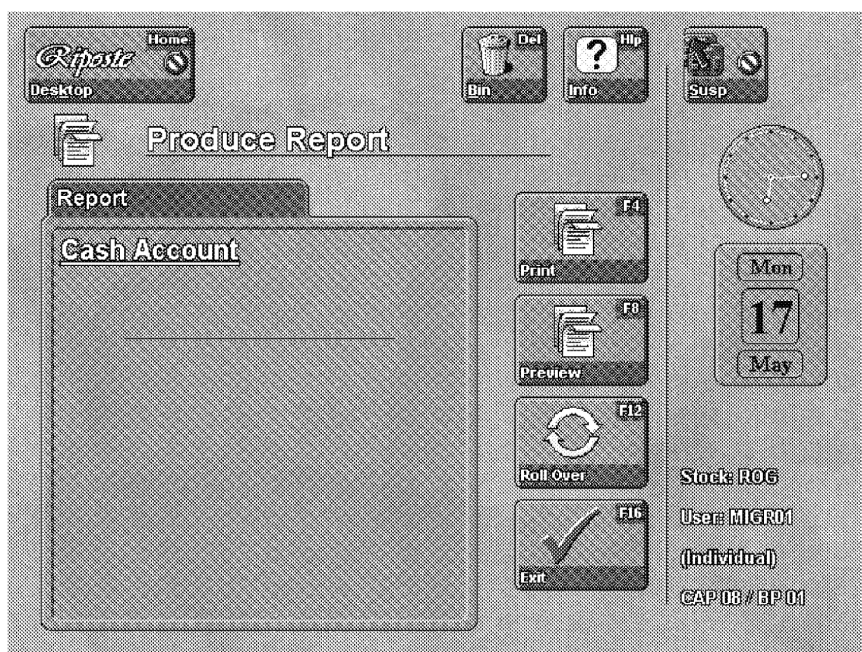 Riposte
Home
Desktop
Del
Bin
?
Hlp
Info
Susp
Produce Report
Report
Cash Account
F4
Print
F8
Preview
F12
Roll Over
F16
Exit
Mon
17
May
Stock: ROG
User: MIGR01
(Individual)
CAP 08 / BP 01